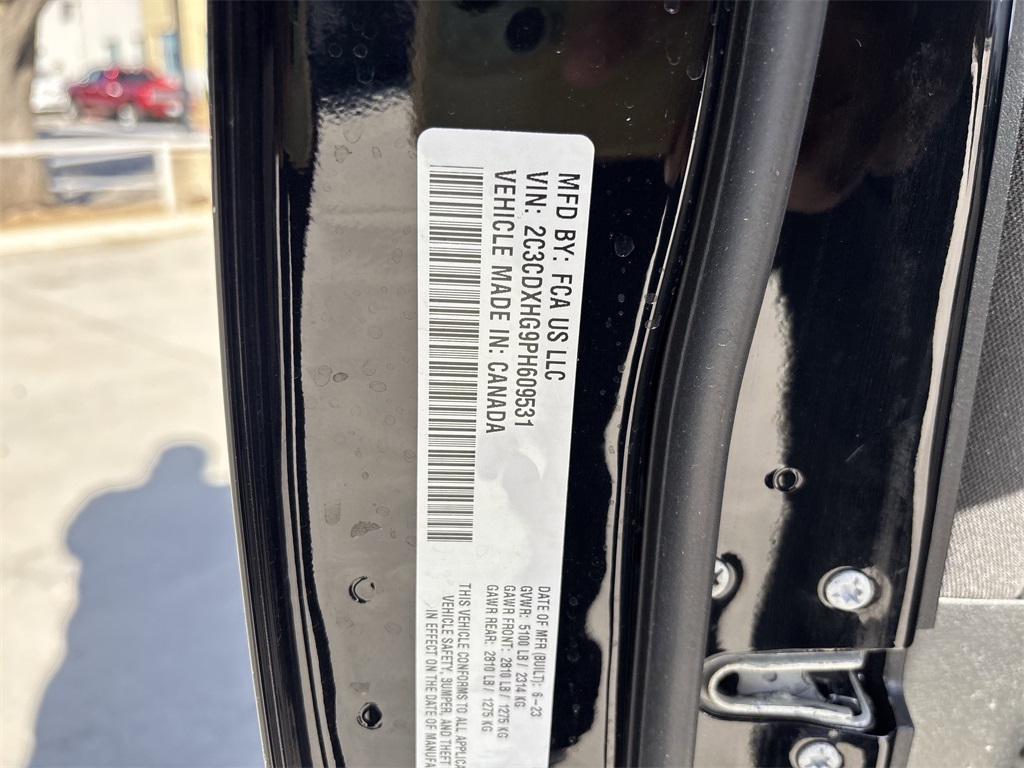 MFD BY: FCA US LLC
VIN: 2C3CDXHG9PH609531
VEHICLE MADE IN: CANADA
DATE OF MFR (BUILT): 6-23
GVWR: 5100 LB / 2314 KG
GAWR FRONT: 2810 LB / 1275 KG
GAWR REAR: 2810 LB / 1275 KG
THIS VEHICLE CONFORMS TO ALL APPLICA
VEHICLE SAFETY, BUMPER, AND THEFT
IN EFFECT ON THE DATE OF MANUFA